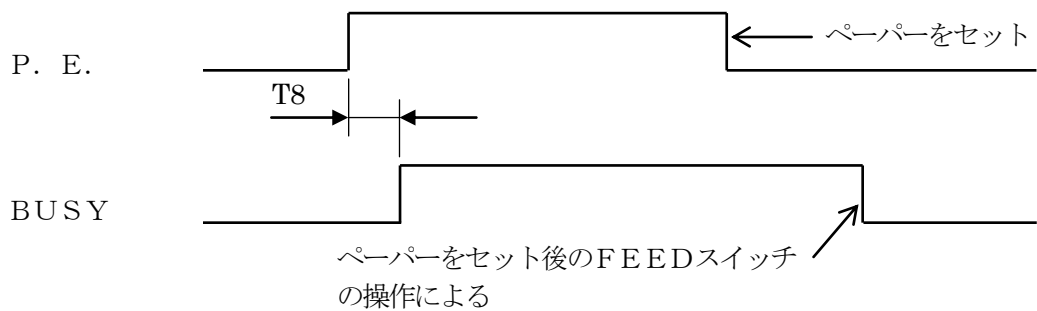 ペーパーをセット
Ｐ．Ｅ．
T8
ＢＵＳＹ
ペーパーをセット後のＦＥＥＤスイッチ
の操作による